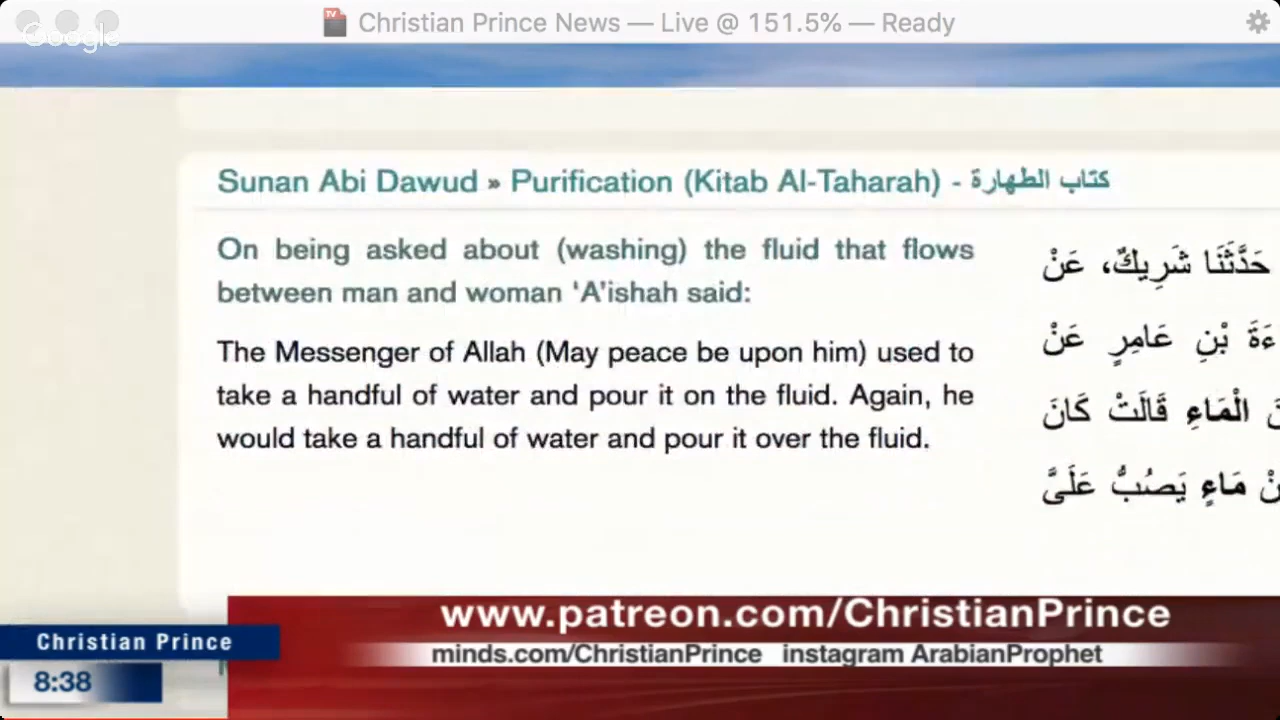 Christian Prince News — Live @ 151.5% — Ready
Google
Sunan Abi Dawud » Purification (Kitab Al-Taharah) - كتاب الطهارة
On being asked about (washing) the fluid that flows
between man and woman ‘A’ishah said:
The Messenger of Allah (May peace be upon him) used to
take a handful of water and pour it on the fluid. Again, he
would take a handful of water and pour it over the fluid.
حَدَّثَنَا شَرِيكٌ، عَنْ
بْنِ عَامِرٍ عَنْ
الْمَاءِ قَالَتْ كَانَ
مَاءٍ يَصُبُّ عَلَىَّ
www.patreon.com/ChristianPrince
Christian Prince
minds.com/ChristianPrince instagram ArabianProphet
8:38